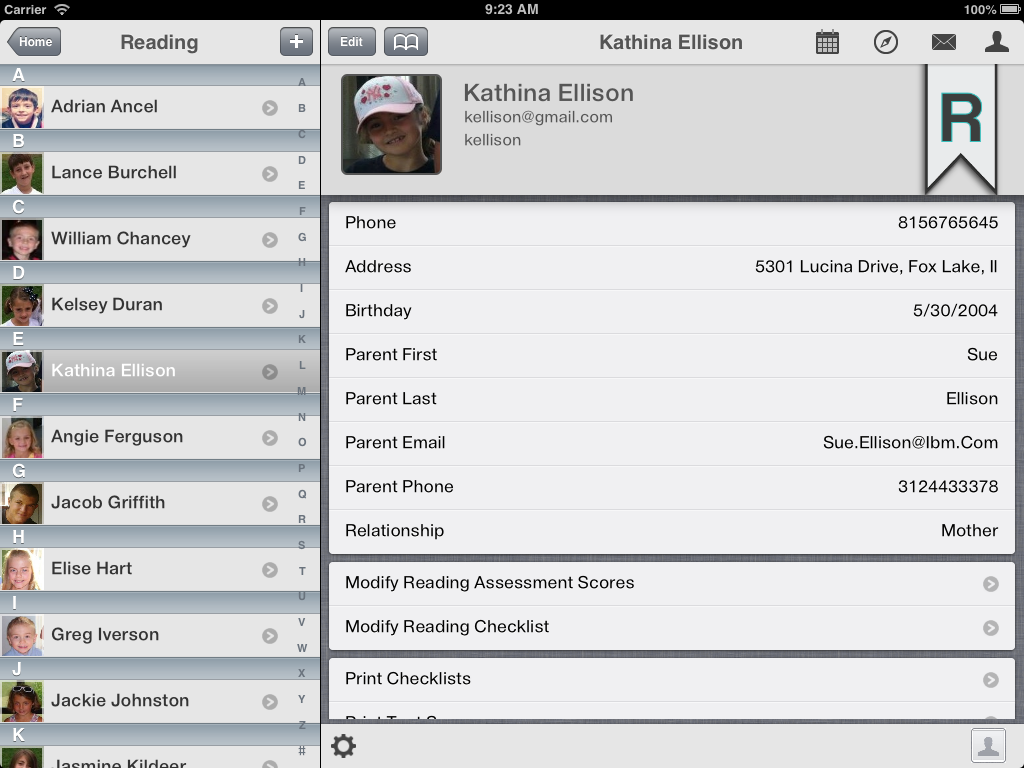 Carrier 9:23 AM 100%
Home Reading + Edit Kathina Ellison
A
Adrian Ancel
B
Lance Burchell
C
William Chancey
D
Kelsey Duran
E
Kathina Ellison
F
Angie Ferguson
G
Jacob Griffith
H
Elise Hart
I
Greg Iverson
J
Jackie Johnston
K
Jasmine Kildeer
A
B
C
D
E
F
G
H
I
J
K
L
M
N
O
P
Q
R
S
T
U
V
W
X
Y
Z
#
Kathina Ellison
kellison@gmail.com
kellison
R
Phone 8156765645
Address 5301 Lucina Drive, Fox Lake, Il
Birthday 5/30/2004
Parent First Sue
Parent Last Ellison
Parent Email Sue.Ellison@Ibm.Com
Parent Phone 3124433378
Relationship Mother
Modify Reading Assessment Scores
Modify Reading Checklist
Print Checklists
Print Test